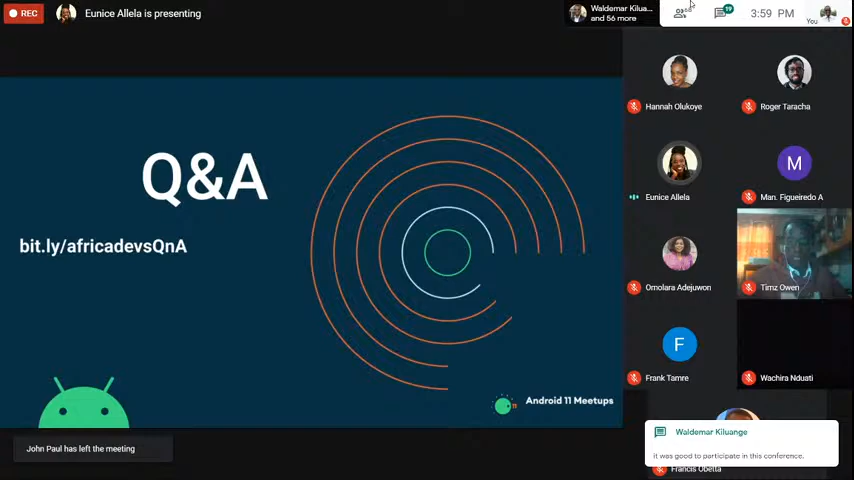 REC
Eunice Allela is presenting
Waldemar Kilua...
and 56 more
19
3:59 PM
You
Q&A
bit.ly/africadevsQnA
Android 11 Meetups
11
John Paul has left the meeting
Hannah Olukoye
Roger Taracha
Eunice Allela
M
Man. Figueiredo A
Omolara Adejuwon
Timz Owen
F
Frank Tamre
Wachira Nduati
Waldemar Kiluange
it was good to participate in this conference.
Francis Obetta